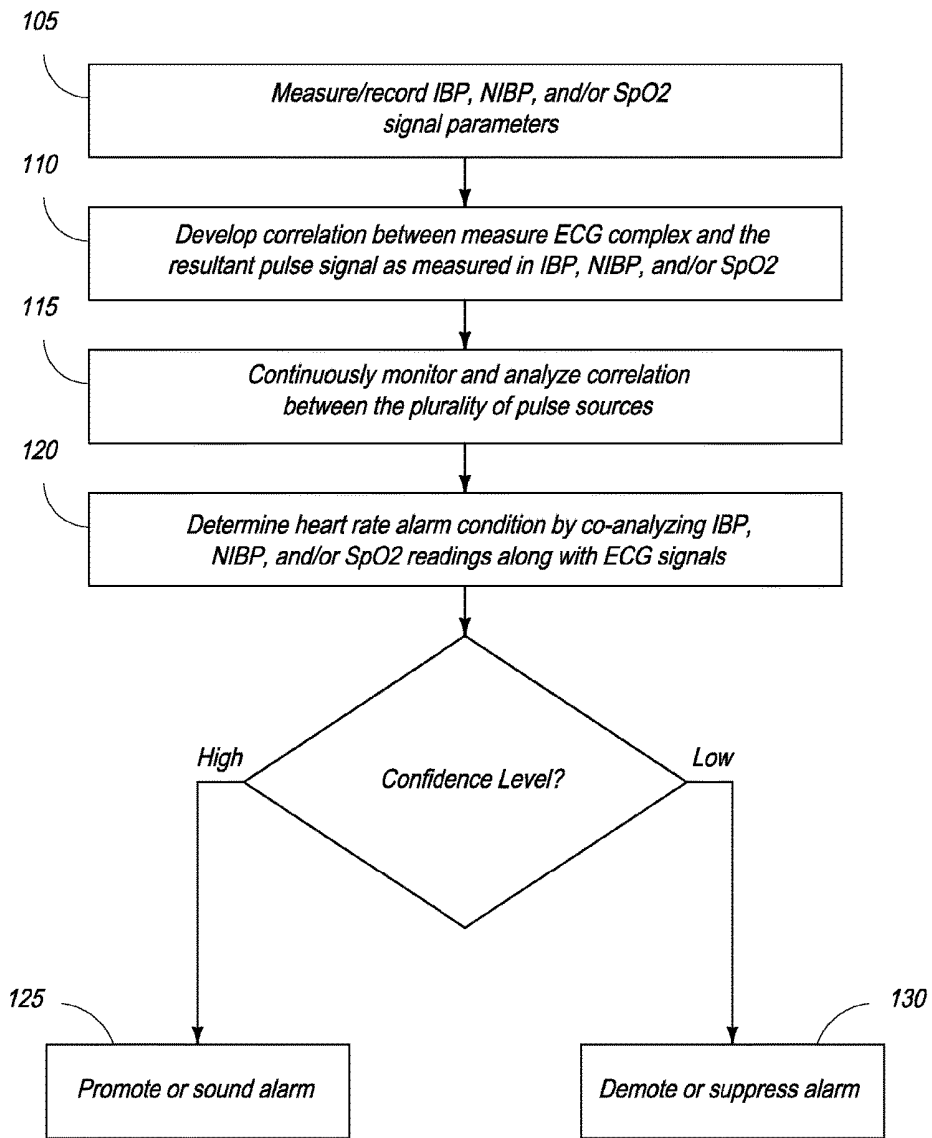 105
Measure/record IBP, NIBP, and/or SpO2
signal parameters
110
Develop correlation between measure ECG complex and the
resultant pulse signal as measured in IBP, NIBP, and/or SpO2
115
Continuously monitor and analyze correlation
between the plurality of pulse sources
120
Determine heart rate alarm condition by co-analyzing IBP,
NIBP, and/or SpO2 readings along with ECG signals
High
Low
Confidence Level?
125
130
Promote or sound alarm
Demote or suppress alarm